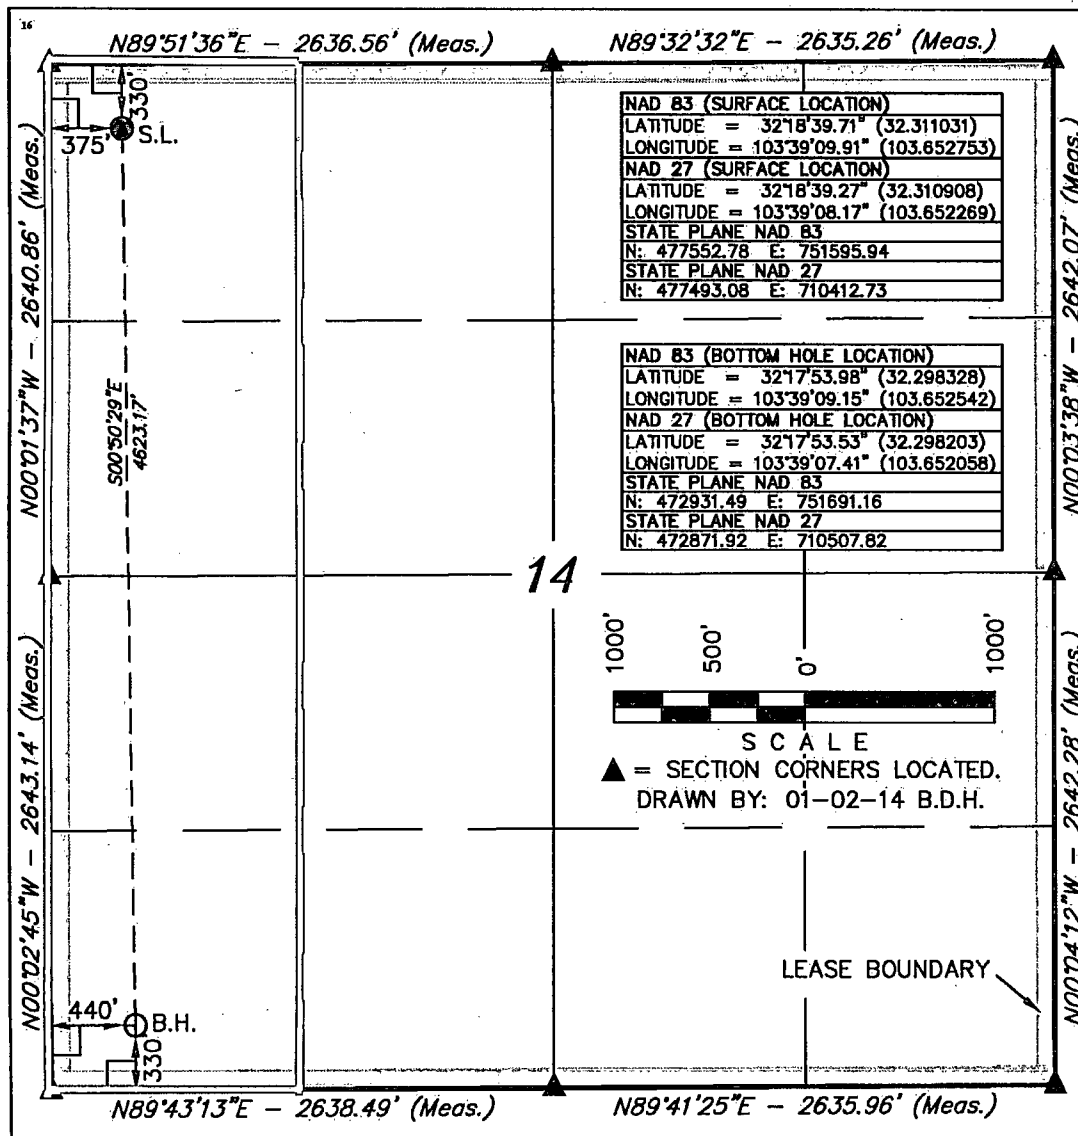 16
N89°51'36"E – 2636.56' (Meas.)
N89°32'32"E – 2635.26' (Meas.)
330'
375'
S.L.
N00°01'37"W – 2640.86' (Meas.)
N00°03'38"W – 2642.07' (Meas.)
NAD 83 (SURFACE LOCATION)
LATITUDE = 32°18'39.71" (32.311031)
LONGITUDE = 103°39'09.91" (103.652753)
NAD 27 (SURFACE LOCATION)
LATITUDE = 32°18'39.27" (32.310908)
LONGITUDE = 103°39'08.17" (103.652269)
STATE PLANE NAD 83
N: 477552.78 E: 751595.94
STATE PLANE NAD 27
N: 477493.08 E: 710412.73
S00°50'29"E
4623.17'
NAD 83 (BOTTOM HOLE LOCATION)
LATITUDE = 32°17'53.98" (32.298328)
LONGITUDE = 103°39'09.15" (103.652542)
NAD 27 (BOTTOM HOLE LOCATION)
LATITUDE = 32°17'53.53" (32.298203)
LONGITUDE = 103°39'07.41" (103.652058)
STATE PLANE NAD 83
N: 472931.49 E: 751691.16
STATE PLANE NAD 27
N: 472871.92 E: 710507.82
14
1000' 500' 0' 1000'
SCALE
▲ = SECTION CORNERS LOCATED.
DRAWN BY: 01-02-14 B.D.H.
N00°02'45"W – 2643.14' (Meas.)
N00°04'12"W – 2642.28' (Meas.)
LEASE BOUNDARY
440'
B.H.
330'
N89°43'13"E – 2638.49' (Meas.)
N89°41'25"E – 2635.96' (Meas.)